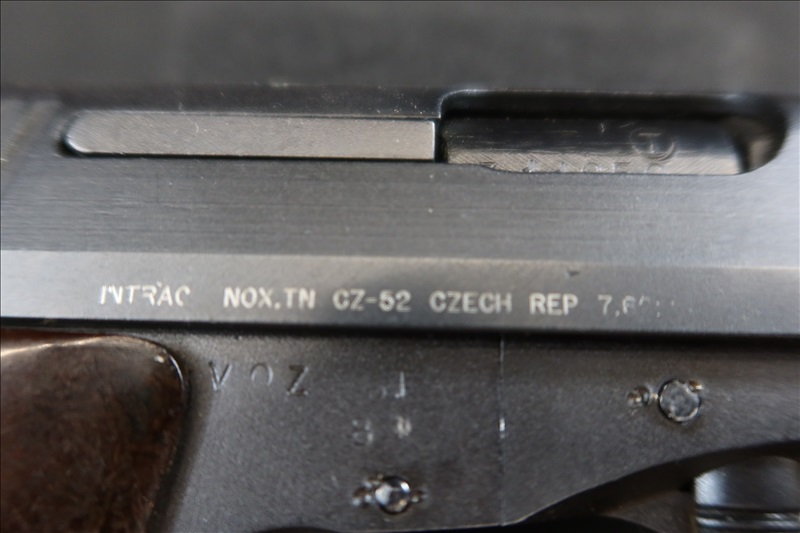 INTRAC NOX.TN CZ-52 CZECH REP
VOZ